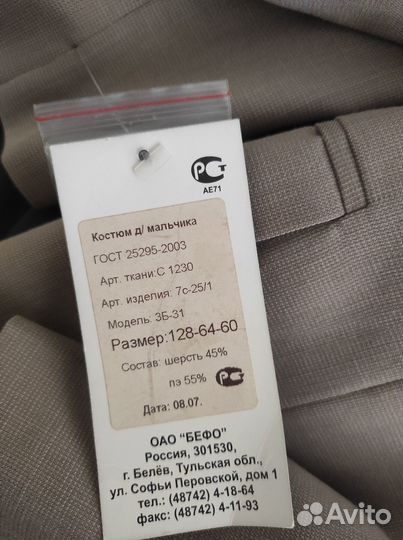 РСТ
АЕ71
Костюм д/ мальчика
ГОСТ 25295-2003
Арт. ткани:С 1230
Арт. изделия: 7с-25/1
Модель: 3Б-31
Размер:128-64-60
Состав: шерсть 45%
пэ 55% РСТ
Дата: 08.07.
ОАО "БЕФО"
Россия, 301530,
г. Белёв, Тульская обл.,
ул. Софьи Перовской, дом 1
тел.: (48742) 4-18-64
факс: (48742) 4-11-93
Avito